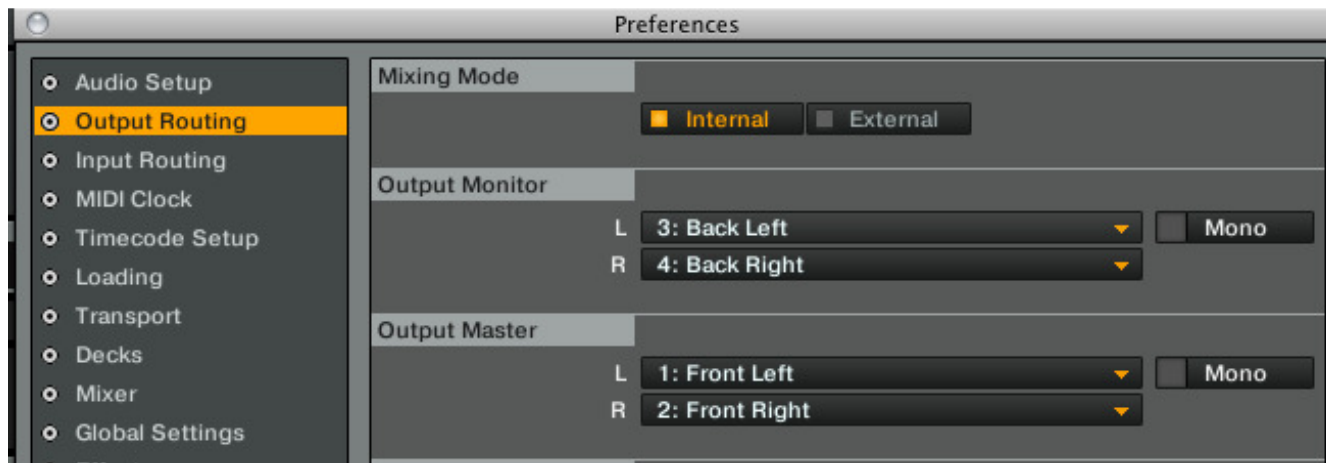 Preferences
Audio Setup
Output Routing
Input Routing
MIDI Clock
Timecode Setup
Loading
Transport
Decks
Mixer
Global Settings
Mixing Mode
Internal External
Output Monitor
L 3: Back Left Mono
R 4: Back Right
Output Master
L 1: Front Left Mono
R 2: Front Right